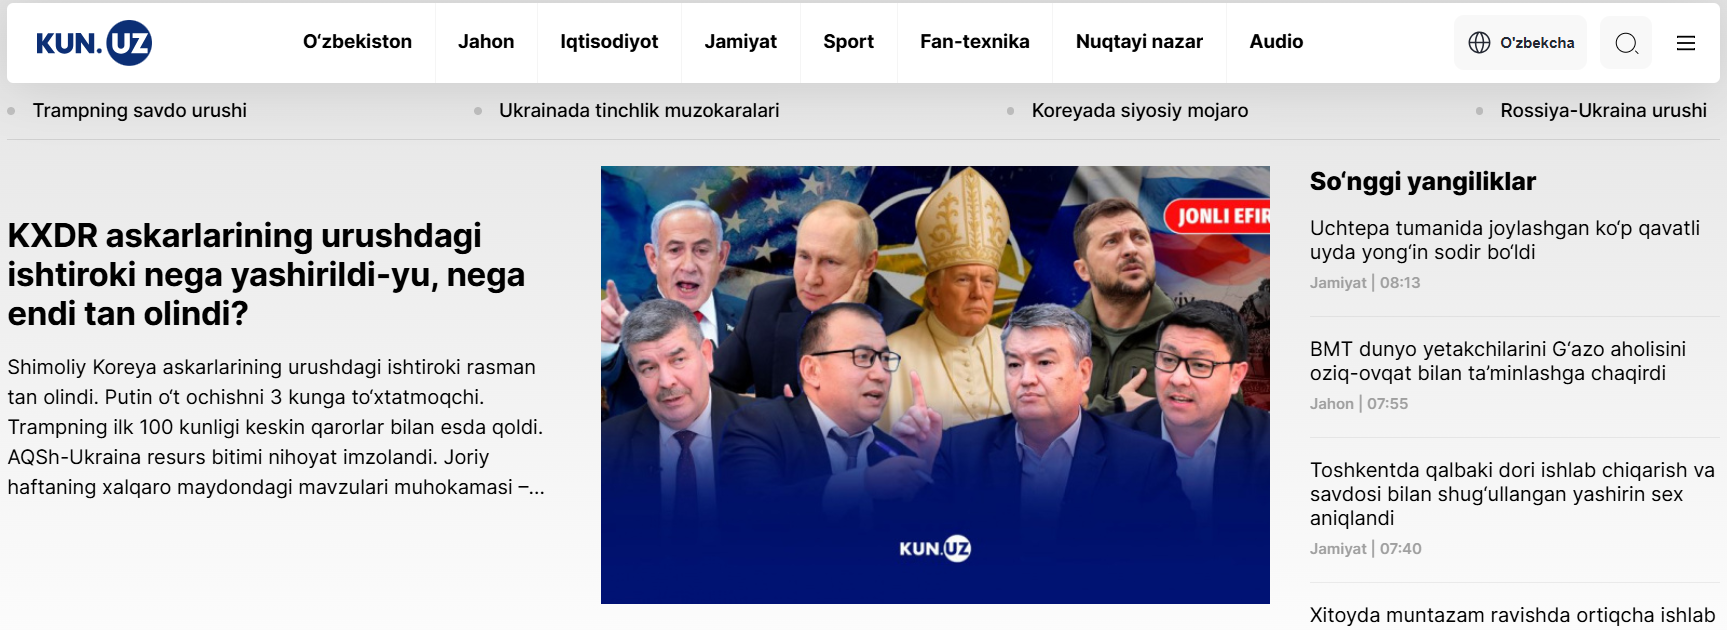 KUN.UZ
O‘zbekiston
Jahon
Iqtisodiyot
Jamiyat
Sport
Fan-texnika
Nuqtayi nazar
Audio
O'zbekcha
Trampning savdo urushi
Ukrainada tinchlik muzokaralari
Koreyada siyosiy mojaro
Rossiya-Ukraina urushi
KXDR askarlarining urushdagi
ishtiroki nega yashirildi-yu, nega
endi tan olindi?
Shimoliy Koreya askarlarining urushdagi ishtiroki rasman
tan olindi. Putin o‘t ochishni 3 kunga to‘xtatmoqchi.
Trampning ilk 100 kunligi keskin qarorlar bilan esda qoldi.
AQSh-Ukraina resurs bitimi nihoyat imzolandi. Joriy
haftaning xalqaro maydondagi mavzulari muhokamasi –...
JONLI EFIR
KUN.UZ
So‘nggi yangiliklar
Uchtepa tumanida joylashgan ko‘p qavatli
uyda yong‘in sodir bo‘ldi
Jamiyat | 08:13
BMT dunyo yetakchilarini G‘azo aholisini
oziq-ovqat bilan ta’minlashga chaqirdi
Jahon | 07:55
Toshkentda qalbaki dori ishlab chiqarish va
savdosi bilan shug‘ullangan yashirin sex
aniqlandi
Jamiyat | 07:40
Xitoyda muntazam ravishda ortiqcha ishlab